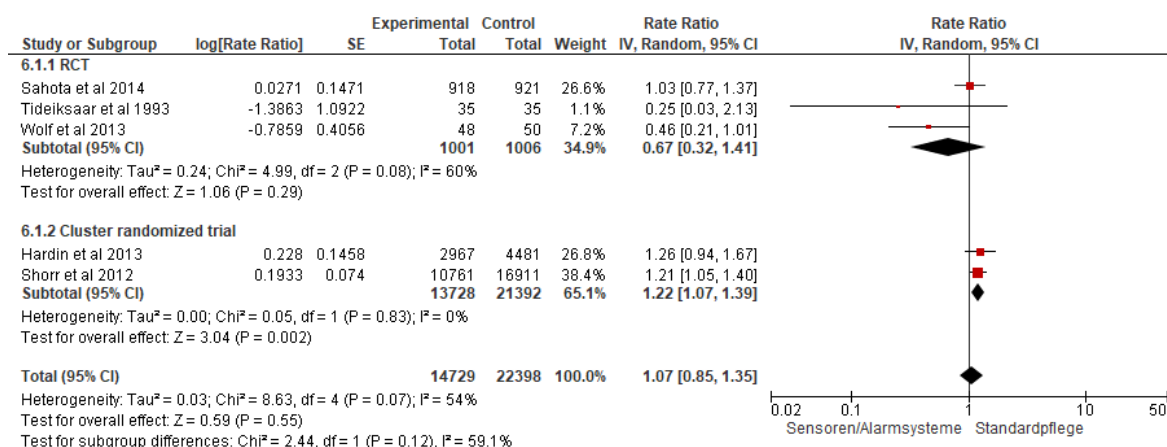 Experimental Control Rate Ratio Rate Ratio
Study or Subgroup log[Rate Ratio] SE Total Total Weight IV, Random, 95% CI IV, Random, 95% CI
6.1.1 RCT
Sahota et al 2014 0.0271 0.1471 918 921 26.6% 1.03 [0.77, 1.37]
Tideiksaar et al 1993 -1.3863 1.0922 35 35 1.1% 0.25 [0.03, 2.13]
Wolf et al 2013 -0.7859 0.4056 48 50 7.2% 0.46 [0.21, 1.01]
Subtotal (95% CI) 1001 1006 34.9% 0.67 [0.32, 1.41]
Heterogeneity: Tau² = 0.24; Chi² = 4.99, df = 2 (P = 0.08); I² = 60%
Test for overall effect: Z = 1.06 (P = 0.29)
6.1.2 Cluster randomized trial
Hardin et al 2013 0.228 0.1458 2967 4481 26.8% 1.26 [0.94, 1.67]
Shorr et al 2012 0.1933 0.074 10761 16911 38.4% 1.21 [1.05, 1.40]
Subtotal (95% CI) 13728 21392 65.1% 1.22 [1.07, 1.39]
Heterogeneity: Tau² = 0.00; Chi² = 0.05, df = 1 (P = 0.83); I² = 0%
Test for overall effect: Z = 3.04 (P = 0.002)
Total (95% CI) 14729 22398 100.0% 1.07 [0.85, 1.35]
Heterogeneity: Tau² = 0.03; Chi² = 8.63, df = 4 (P = 0.07); I² = 54%
Test for overall effect: Z = 0.59 (P = 0.55)
Test for subgroup differences: Chi² = 2.44, df = 1 (P = 0.12), I² = 59.1%
0.02 0.1 1 10 50
Sensoren/Alarmsysteme Standardpflege